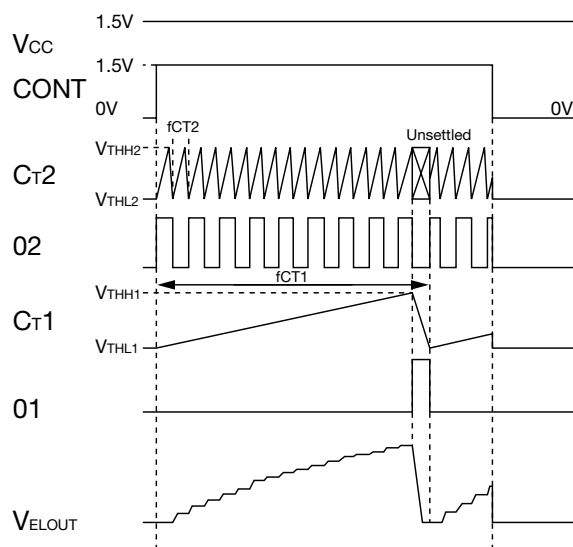 1.5V
VCC
1.5V
CONT
0V
0V
fCT2
Unsettled
VTHH2
CT2
VTHL2
02
fCT1
VTHH1
CT1
VTHL1
01
VELOUT